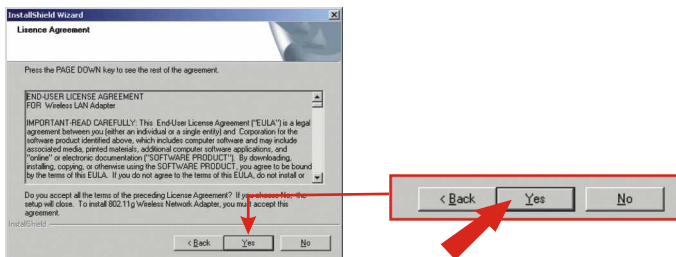 InstallShield Wizard
Lisence Agreement
Press the PAGE DOWN key to see the rest of the agreement.
END-USER LICENSE AGREEMENT
FOR Wireless LAN Adapter
IMPORTANT-READ CAREFULLY: This End-User License Agreement ("EULA") is a legal
agreement between you (either an individual or a single entity) and Corporation for the
software product identified above, which includes computer software and may include
associated media, printed materials, additional computer software applications, and
"online" or electronic documentation ("SOFTWARE PRODUCT"). By downloading,
installing, copying, or otherwise using the SOFTWARE PRODUCT, you agree to be bound
by the terms of this EULA. If you do not agree to the terms of this EULA, do not install or
Do you accept all the terms of the preceding License Agreement? If you choose No, the
setup will close. To install 802.11g Wireless Network Adapter, you must accept this
agreement.
InstallShield
< Back Yes No
< Back Yes No